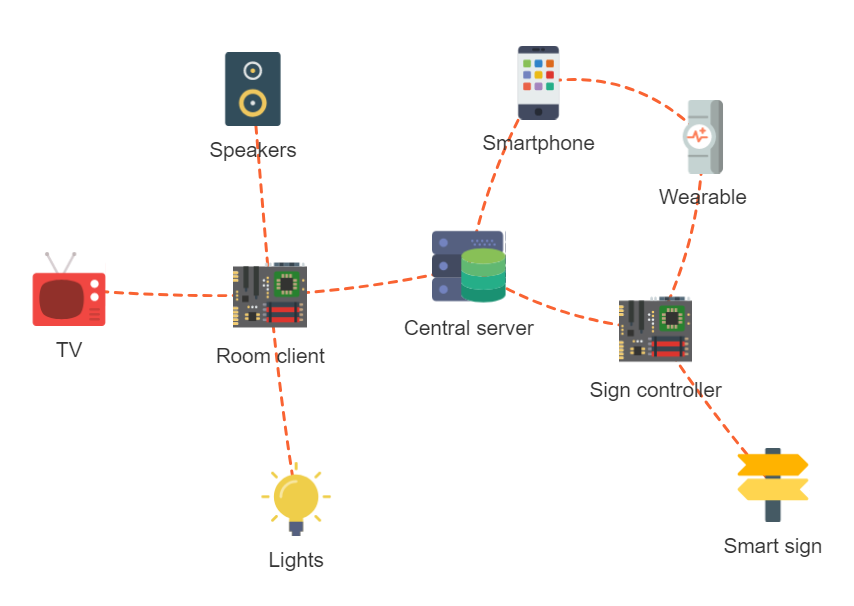 Speakers
Smartphone
Wearable
TV
Room client
Central server
Sign controller
Lights
Smart sign